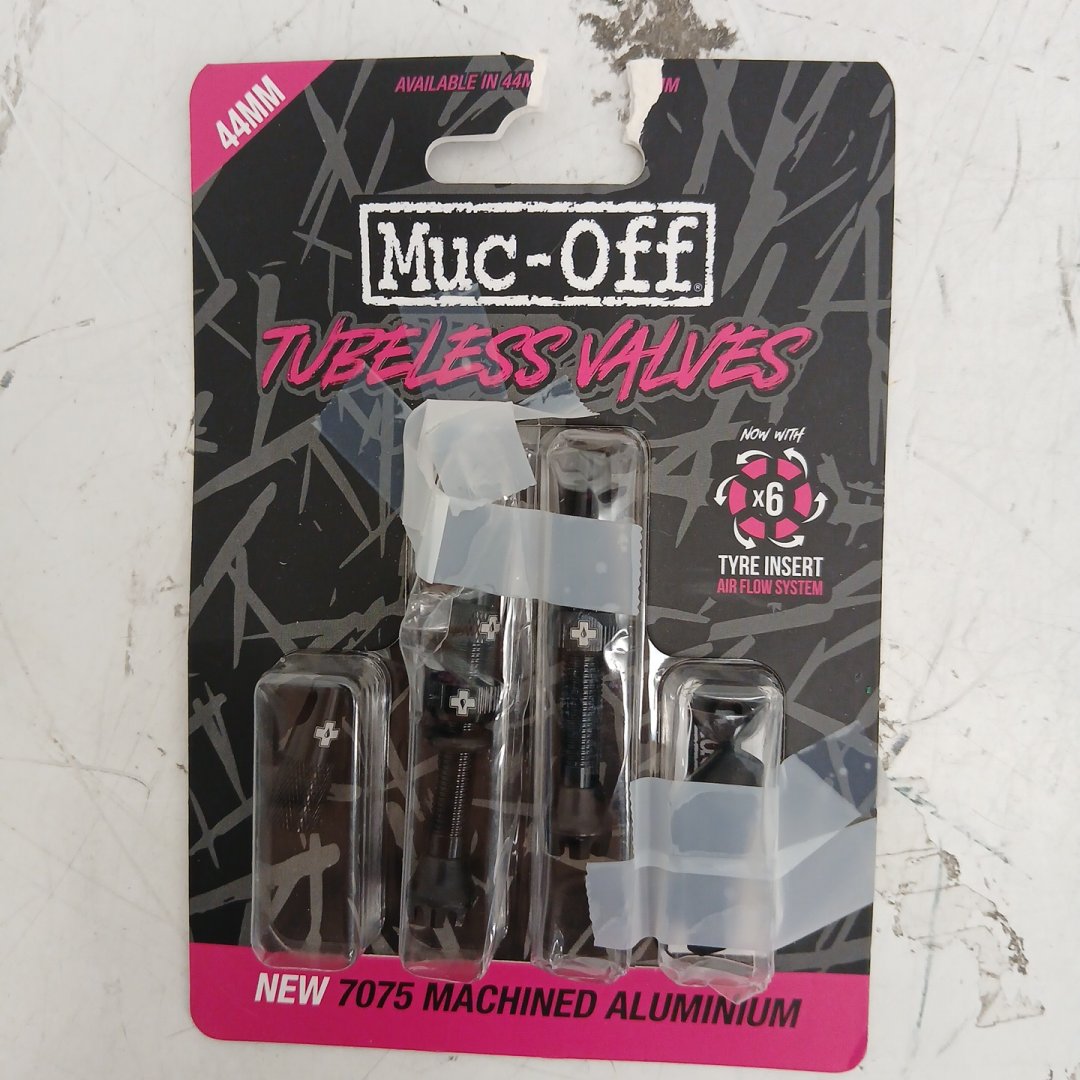 44MM
AVAILABLE IN 44M
MM
Muc-Off®
TUBELESS VALVES
NOW WITH
x6
TYRE INSERT
AIR FLOW SYSTEM
NEW 7075 MACHINED ALUMINIUM